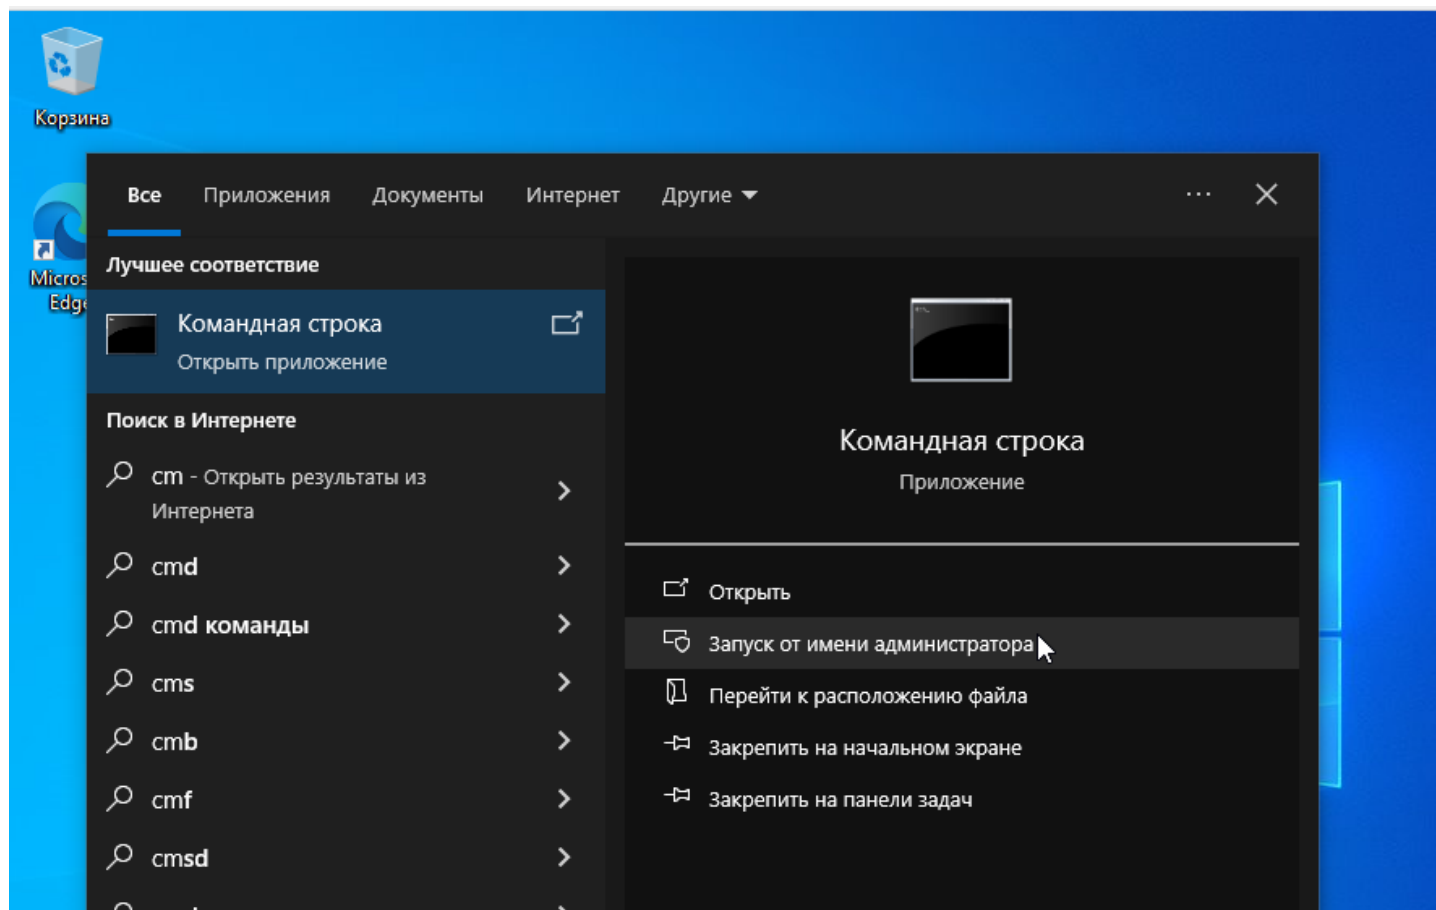 Корзина
Все Приложения Документы Интернет Другие
Micros
Edge
Лучшее соответствие
Командная строка
Открыть приложение
Поиск в Интернете
cm - Открыть результаты из
Интернета
cmd
cmd команды
cms
cmb
cmf
cmsd
Командная строка
Приложение
Открыть
Запуск от имени администратора
Перейти к расположению файла
Закрепить на начальном экране
Закрепить на панели задач